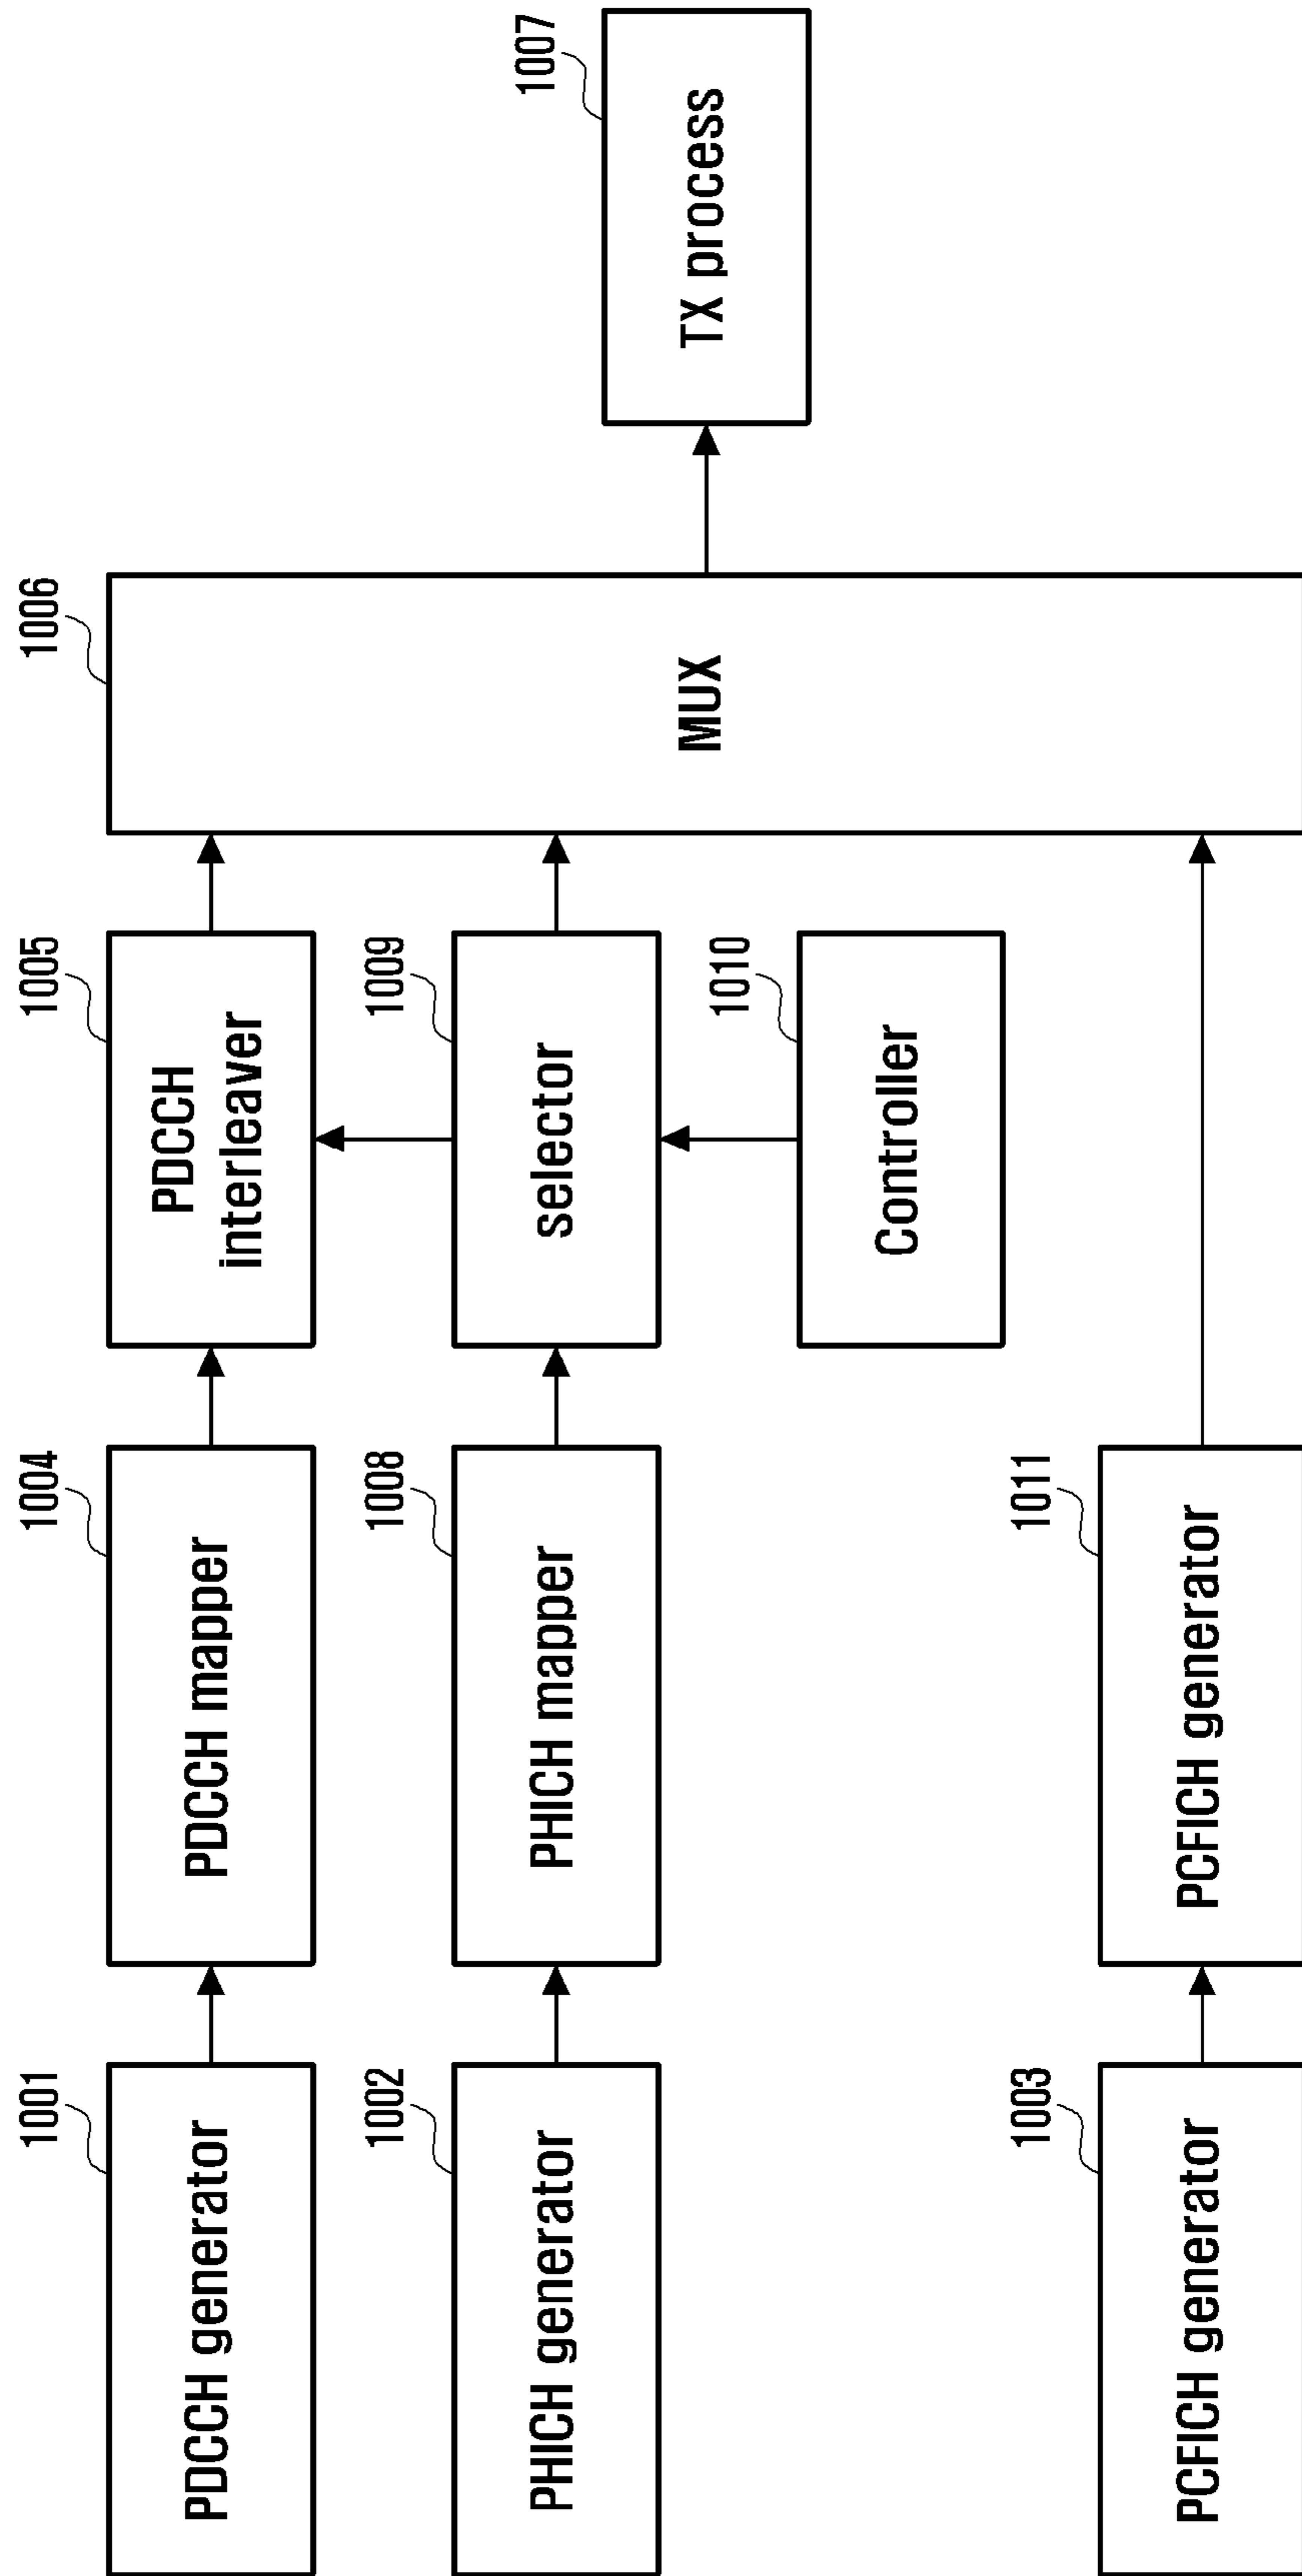 1001
PDCCH generator
1004
PDCCH mapper
1005
PDCCH
interleaver
1006
MUX
1007
TX process
1002
PHICH generator
1008
PHICH mapper
1009
selector
1010
Controller
1003
PCFICH generator
1011
PCFICH generator